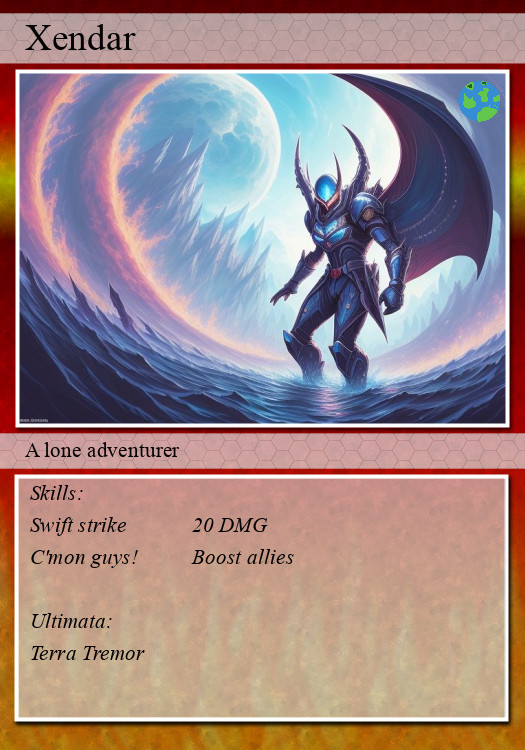 Xendar
A lone adventurer
Skills:
Swift strike 20 DMG
C'mon guys! Boost allies
Ultimata:
Terra Tremor